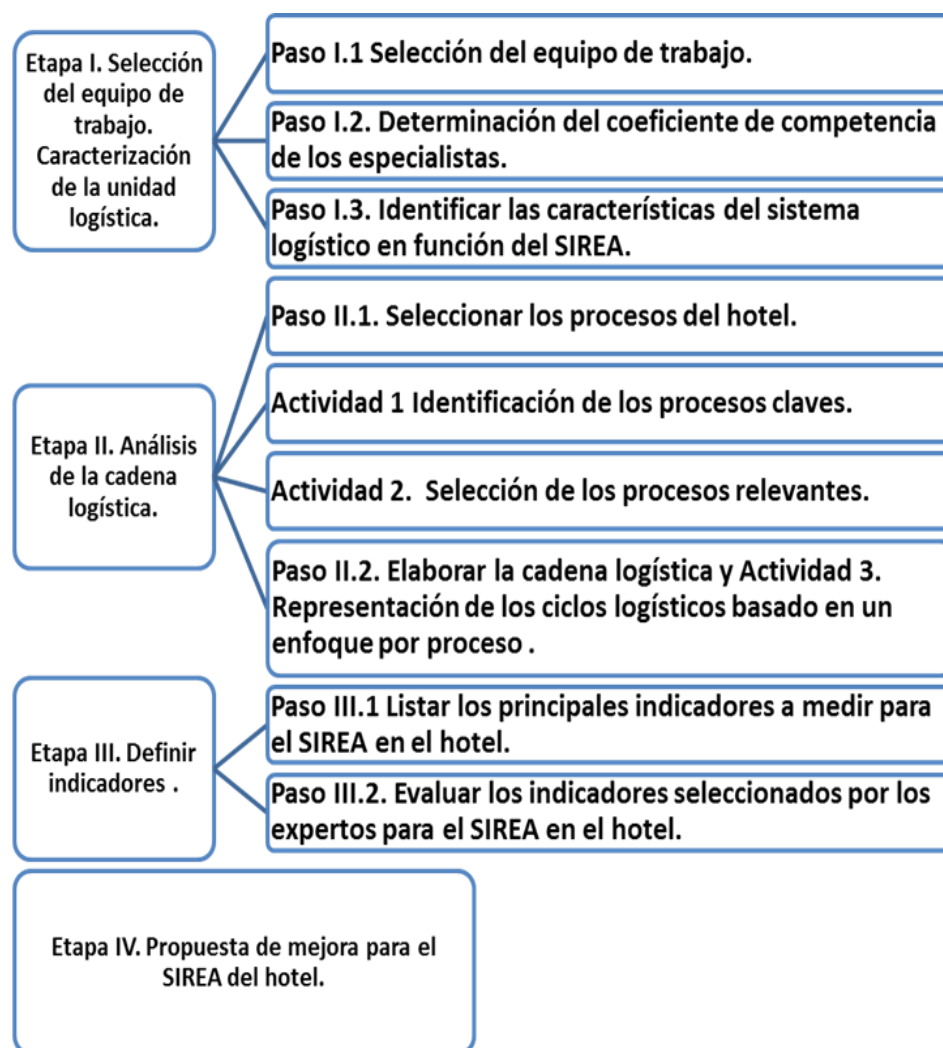 Etapa I. Selección
del equipo de
trabajo.
Caracterización
de la unidad
logística.
Paso I.1 Selección del equipo de trabajo.
Paso I.2. Determinación del coeficiente de competencia
de los especialistas.
Paso I.3. Identificar las características del sistema
logístico en función del SIREA.
Etapa II. Análisis
de la cadena
logística.
Paso II.1. Seleccionar los procesos del hotel.
Actividad 1 Identificación de los procesos claves.
Actividad 2.  Selección de los procesos relevantes.
Paso II.2. Elaborar la cadena logística y Actividad 3.
Representación de los ciclos logísticos basado en un
enfoque por proceso .
Etapa III. Definir
indicadores .
Paso III.1 Listar los principales indicadores a medir para
el SIREA en el hotel.
Paso III.2. Evaluar los indicadores seleccionados por los
expertos para el SIREA en el hotel.
Etapa IV. Propuesta de mejora para el
SIREA del hotel.